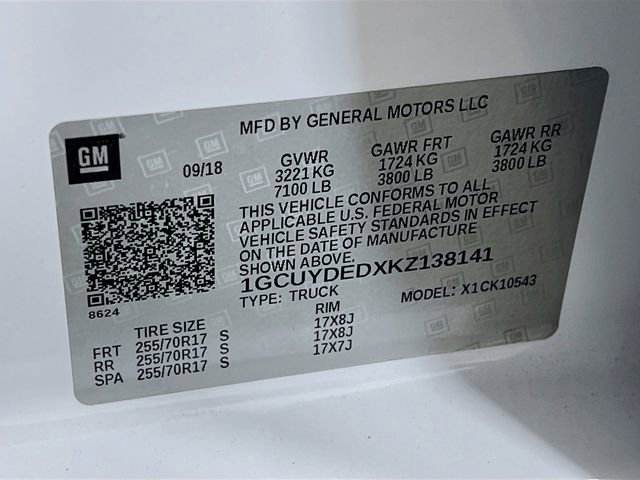 MFD BY GENERAL MOTORS LLC
GM
09/18
GVWR GAWR FRT GAWR RR
3221 KG 1724 KG 1724 KG
7100 LB 3800 LB 3800 LB
THIS VEHICLE CONFORMS TO ALL
APPLICABLE U.S. FEDERAL MOTOR
VEHICLE SAFETY STANDARDS IN EFFECT
ON THE DATE OF MANUFACTURE
SHOWN ABOVE.
1GCUYDEDXKZ138141
8624
TYPE: TRUCK MODEL: X1CK10543
TIRE SIZE RIM
FRT 255/70R17 S 17X8J
RR 255/70R17 S 17X8J
SPA 255/70R17 S 17X7J